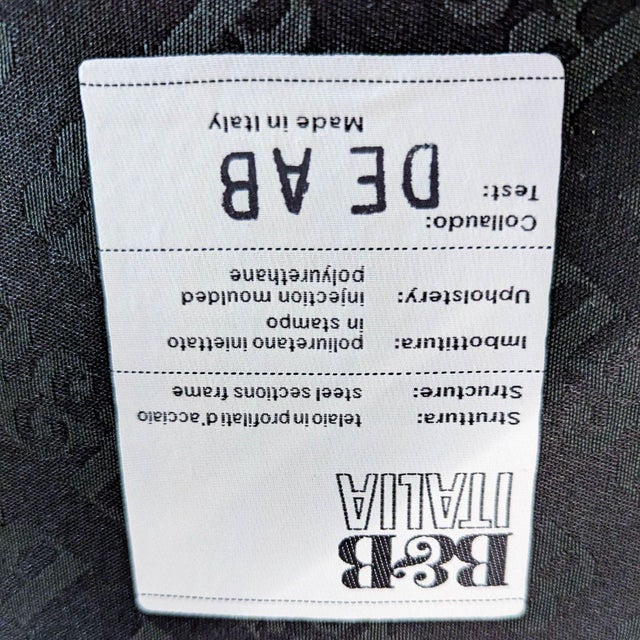 B&B
ITALIA
Struttura: telaio in profilati d'acciaio
Structure: steel sections frame
Imbottitura: poliuretano iniettato
in stampo
Upholstery: injection moulded
polyurethane
Collaudo:
Test: DE AB
Made in Italy